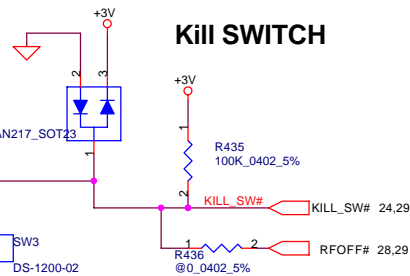 +3V
Kill SWITCH
+3V
2
3
AN217_SOT23
1
1
R435
100K_0402_5%
2
KILL_SW#
KILL_SW# 24,29
SW3
DS-1200-02
1
2
RFOFF# 28,29
R436
@0_0402_5%